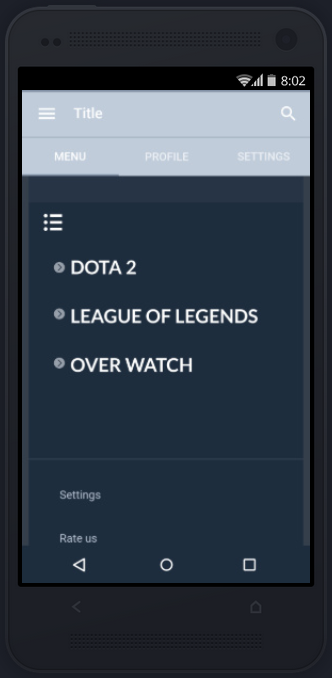 8:02
Title
MENU PROFILE SETTINGS
DOTA 2
LEAGUE OF LEGENDS
OVER WATCH
Settings
Rate us